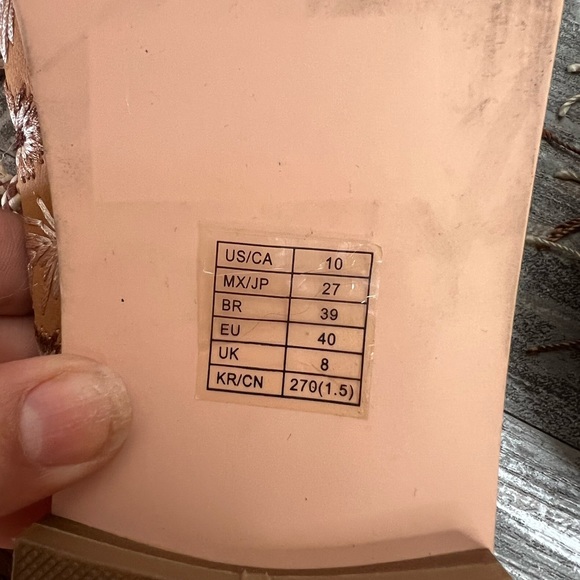 US/CA 10
MX/JP 27
BR 39
EU 40
UK 8
KR/CN 270(1.5)